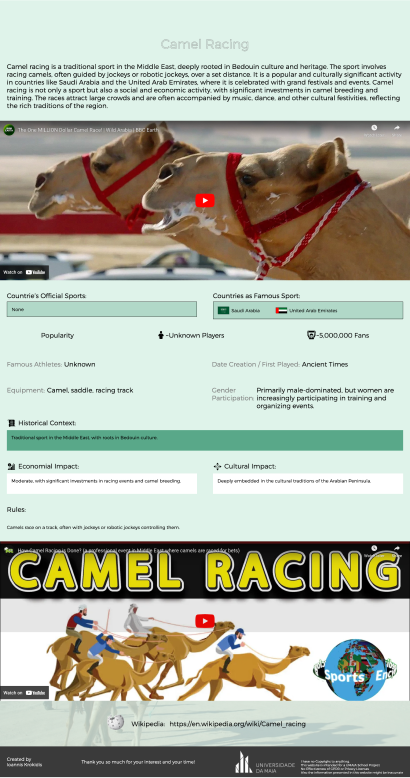 Camel Racing
Camel racing is a traditional sport in the Middle East, deeply rooted in Bedouin culture and heritage. The sport involves
racing camels, often guided by jockeys or robotic jockeys, over a set distance. It is a popular and culturally significant activity
in countries like Saudi Arabia and the United Arab Emirates, where it is celebrated with grand festivals and events. Camel
racing is not only a sport but also a social and economic activity, with significant investments in camel breeding and
training. The races attract large crowds and are often accompanied by music, dance, and other cultural festivities, reflecting
the rich traditions of the region.
The One MILLION Dollar Camel Race! | Wild Arabia | BBC Earth
Watch on YouTube
Countrie's Official Sports:
Countries as Famous Sport:
None
Saudi Arabia
United Arab Emirates
Popularity
~Unknown Players
~5,000,000 Fans
Famous Athletes: Unknown
Date Creation / First Played: Ancient Times
Equipment: Camel, saddle, racing track
Gender Participation: Primarily male-dominated, but women are
increasingly participating in training and
organizing events.
Historical Context:
Traditional sport in the Middle East, with roots in Bedouin culture.
Economial Impact:
Cultural Impact:
Moderate, with significant investments in racing events and camel breeding.
Deeply embedded in the cultural traditions of the Arabian Peninsula.
Rules:
Camels race on a track, often with jockeys or robotic jockeys controlling them.
How Camel Racing is Done? (a professional event in Middle East where camels are raced for bets)
CAMEL RACING
Sports
Watch on YouTube
Wikipedia: https://en.wikipedia.org/wiki/Camel_racing
Created by
Ioannis Krokidis
Thank you so much for your interest and your time!
UNIVERSIDADE
DA MAIA